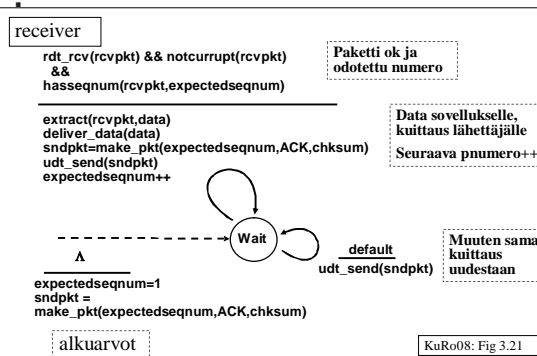 receiver
rdt_rcv(rcvpkt) && notcurrupt(rcvpkt)
&&
hasseqnum(rcvpkt,expectedseqnum)
Paketti ok ja
odotettu numero
extract(rcvpkt,data)
deliver_data(data)
sndpkt=make_pkt(expectedseqnum,ACK,chksum)
udt_send(sndpkt)
expectedseqnum++
Data sovellukselle,
kuittaus lähettäjälle
Seuraava pnumero++
Wait
default
udt_send(sndpkt)
Muuten sama
kuittaus
uudestaan
Λ
expectedseqnum=1
sndpkt =
make_pkt(expectedseqnum,ACK,chksum)
alkuarvot
KuRo08: Fig 3.21